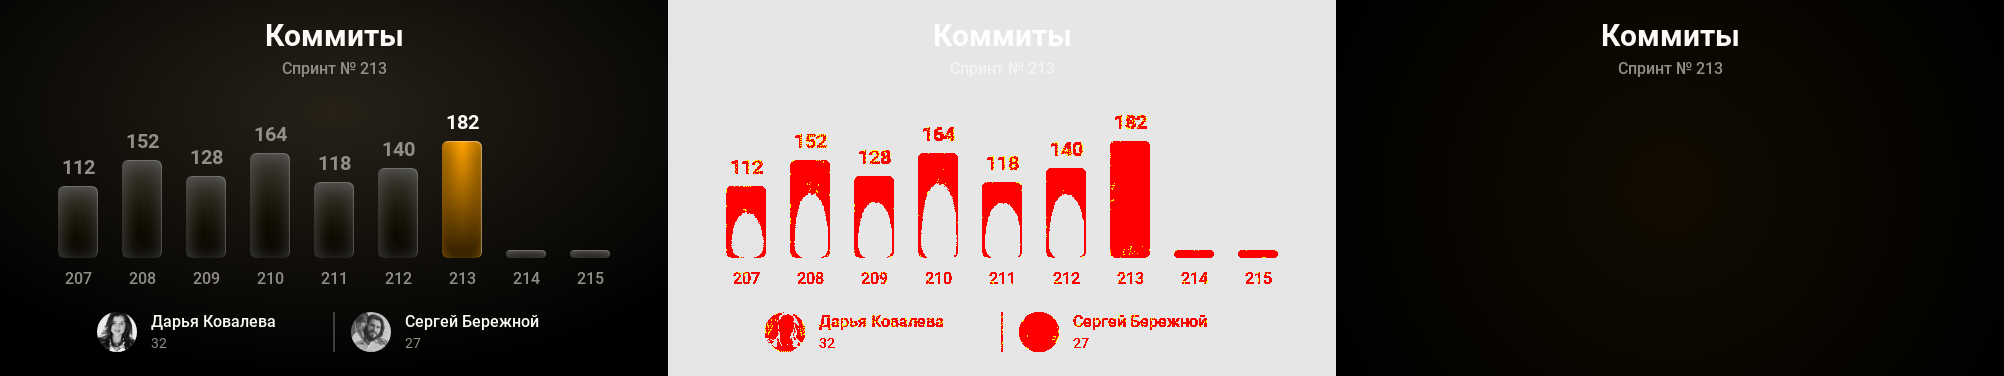 Коммиты
Спринт № 213
112 152 128 164 118 140 182
207 208 209 210 211 212 213 214 215
Дарья Ковалева
32
Сергей Бережной
27
Коммиты
Спринт № 213
112 152 128 164 118 140 182
207 208 209 210 211 212 213 214 215
Дарья Ковалева
32
Сергей Бережной
27
Коммиты
Спринт № 213